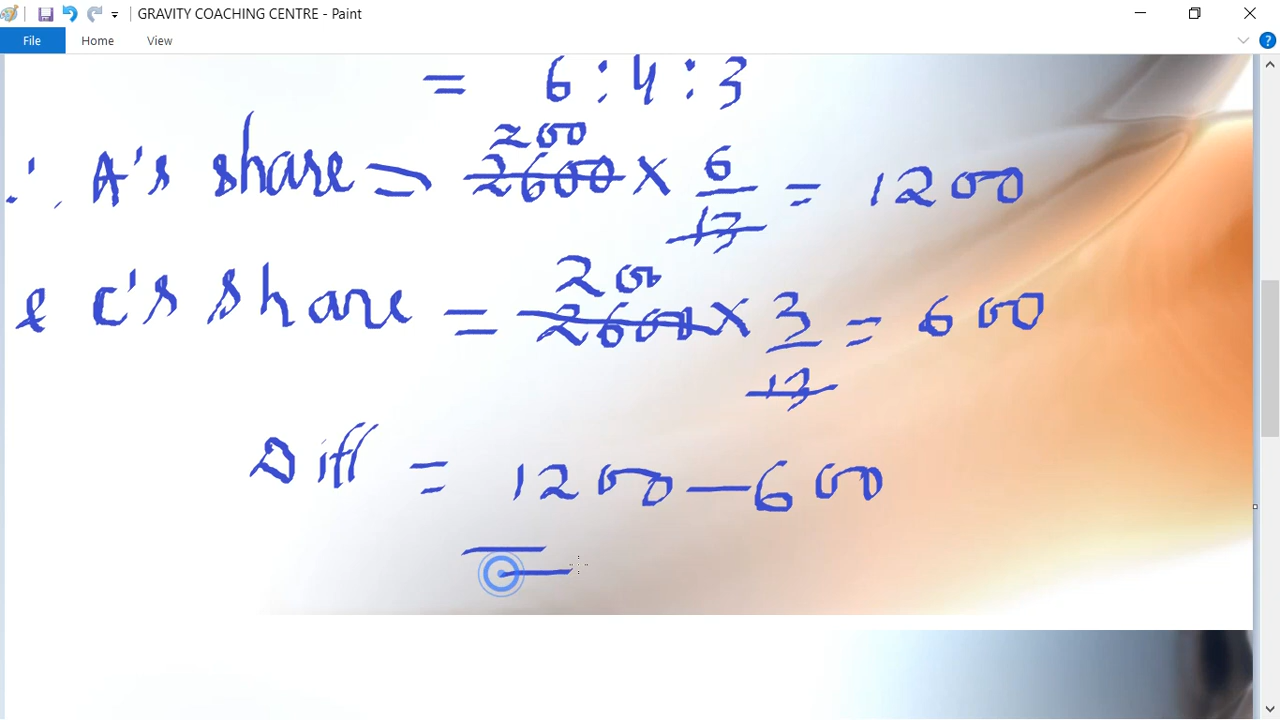 GRAVITY COACHING CENTRE - Paint
File Home View
= 6 : 4 : 3
∴ A's share = 2600 × 6/13 = 1200
200
& C's share = 2600 × 3/13 = 600
200
Diff = 1200 - 600
=